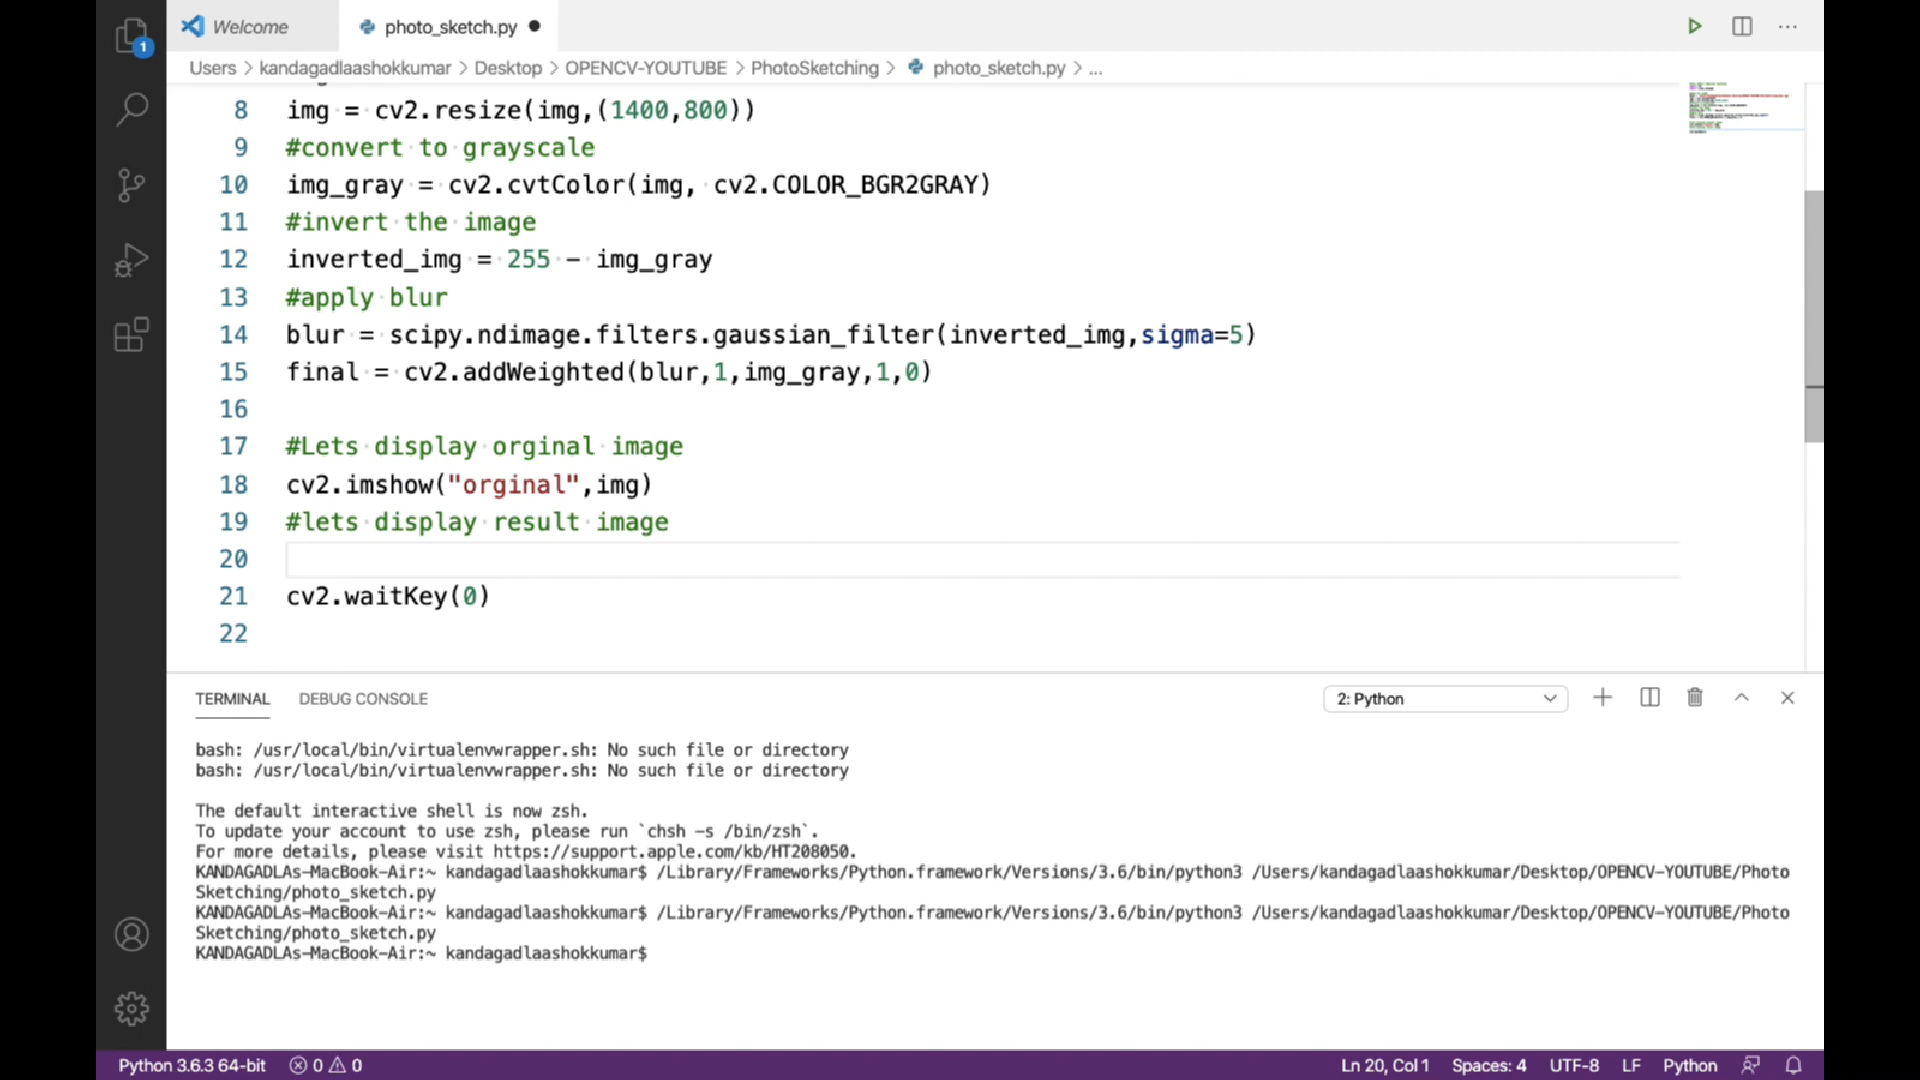 Welcome
photo_sketch.py
1
Users > kandagadlaashokkumar > Desktop > OPENCV-YOUTUBE > PhotoSketching > photo_sketch.py > ...
8 img = cv2.resize(img,(1400,800))
9 #convert to grayscale
10 img_gray = cv2.cvtColor(img, cv2.COLOR_BGR2GRAY)
11 #invert the image
12 inverted_img = 255 - img_gray
13 #apply blur
14 blur = scipy.ndimage.filters.gaussian_filter(inverted_img,sigma=5)
15 final = cv2.addWeighted(blur,1,img_gray,1,0)
16
17 #Lets display orginal image
18 cv2.imshow("orginal",img)
19 #lets display result image
20
21 cv2.waitKey(0)
22
TERMINAL DEBUG CONSOLE 2: Python
bash: /usr/local/bin/virtualenvwrapper.sh: No such file or directory
bash: /usr/local/bin/virtualenvwrapper.sh: No such file or directory
The default interactive shell is now zsh.
To update your account to use zsh, please run `chsh -s /bin/zsh`.
For more details, please visit https://support.apple.com/kb/HT208050.
KANDAGADLAs-MacBook-Air:~ kandagadlaashokkumar$ /Library/Frameworks/Python.framework/Versions/3.6/bin/python3 /Users/kandagadlaashokkumar/Desktop/OPENCV-YOUTUBE/Photo
Sketching/photo_sketch.py
KANDAGADLAs-MacBook-Air:~ kandagadlaashokkumar$ /Library/Frameworks/Python.framework/Versions/3.6/bin/python3 /Users/kandagadlaashokkumar/Desktop/OPENCV-YOUTUBE/Photo
Sketching/photo_sketch.py
KANDAGADLAs-MacBook-Air:~ kandagadlaashokkumar$
Python 3.6.3 64-bit 0 0 Ln 20, Col 1 Spaces: 4 UTF-8 LF Python